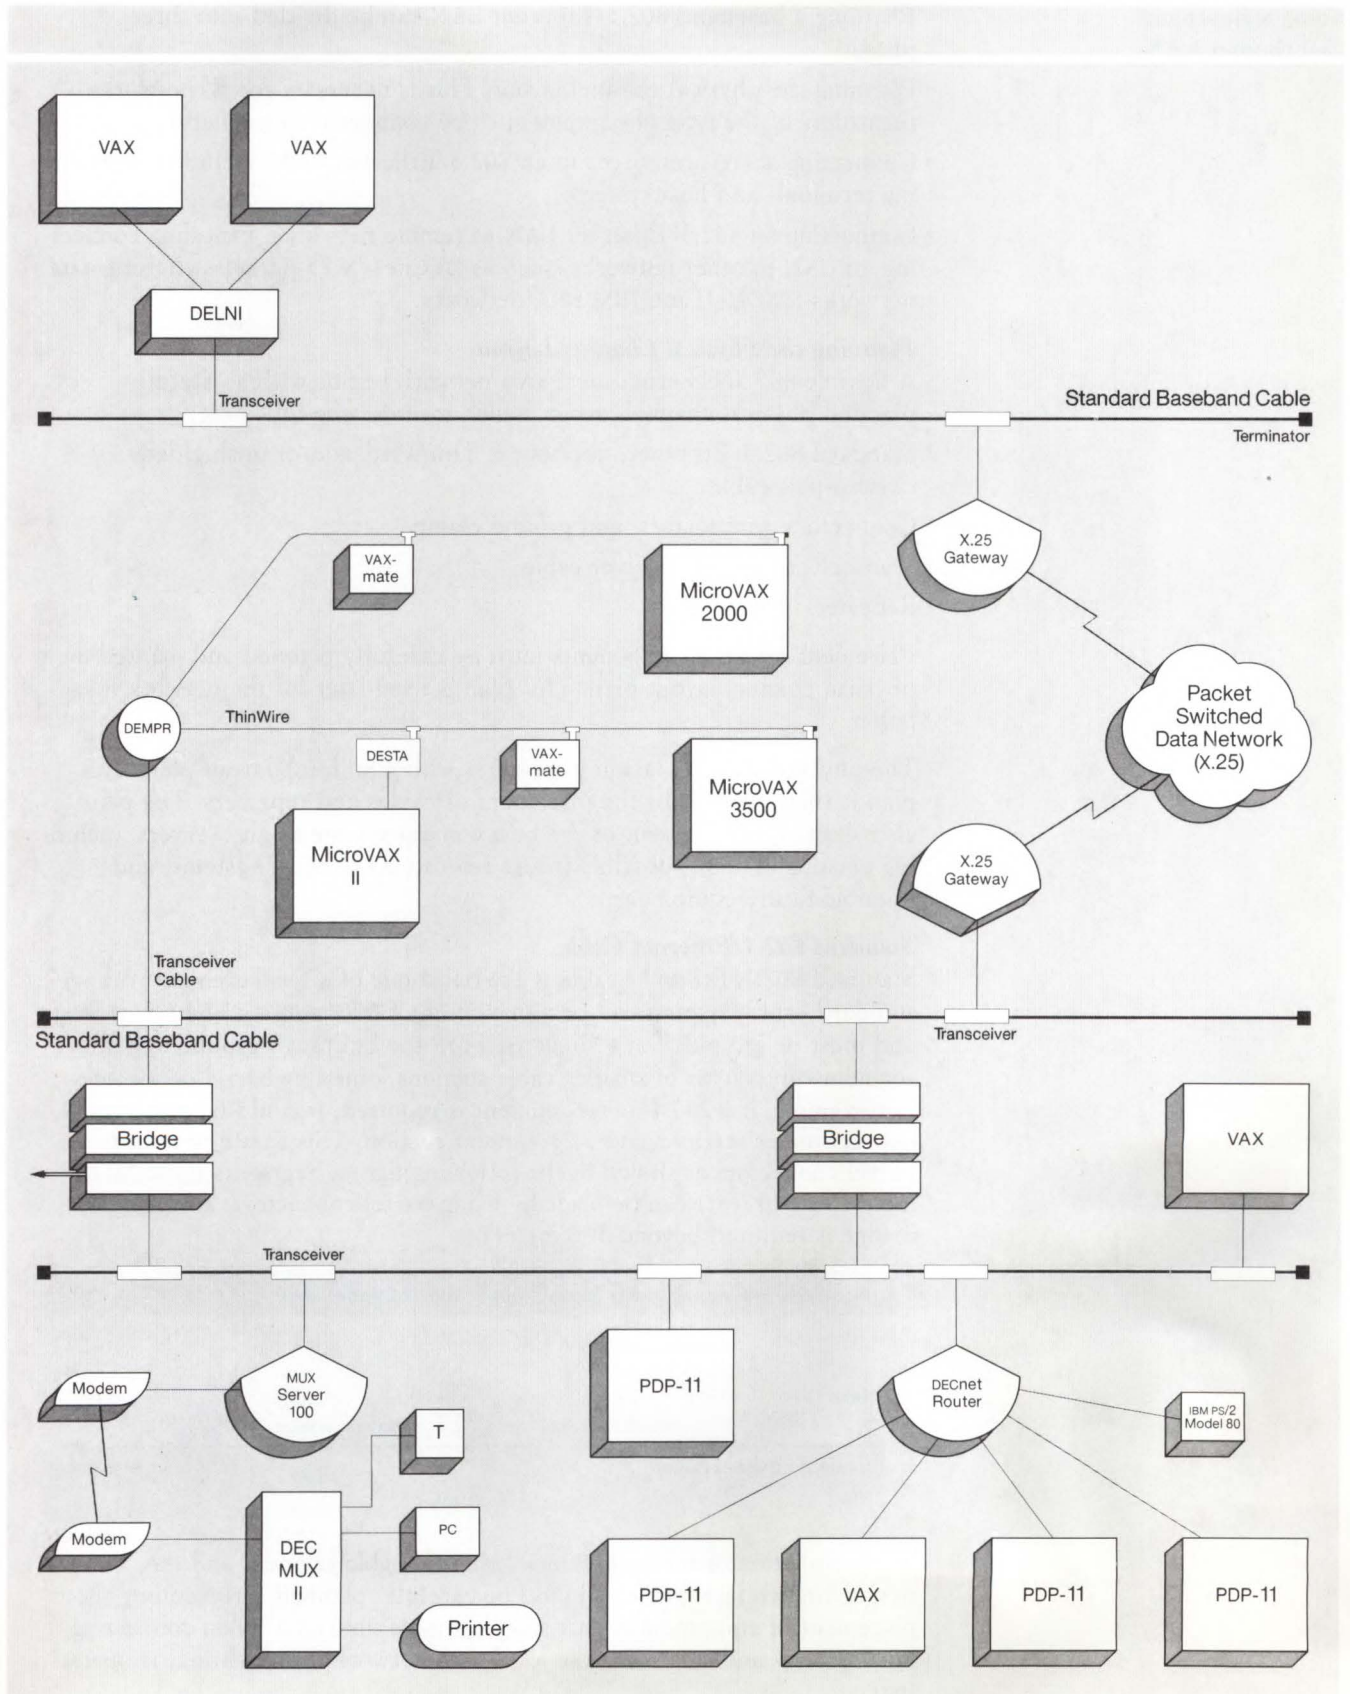 VAX
VAX
DELNI
Transceiver
Standard Baseband Cable
Terminator
X.25
Gateway
VAX-
mate
MicroVAX
2000
Packet
Switched
Data Network
(X.25)
DEMPR
ThinWire
DESTA
VAX-
mate
MicroVAX
3500
MicroVAX
II
X.25
Gateway
Transceiver
Cable
Standard Baseband Cable
Transceiver
Bridge
Bridge
VAX
Transceiver
Modem
MUX
Server
100
PDP-11
DECnet
Router
IBM PS/2
Model 80
T
Modem
DEC
MUX
II
PC
PDP-11
VAX
PDP-11
PDP-11
Printer